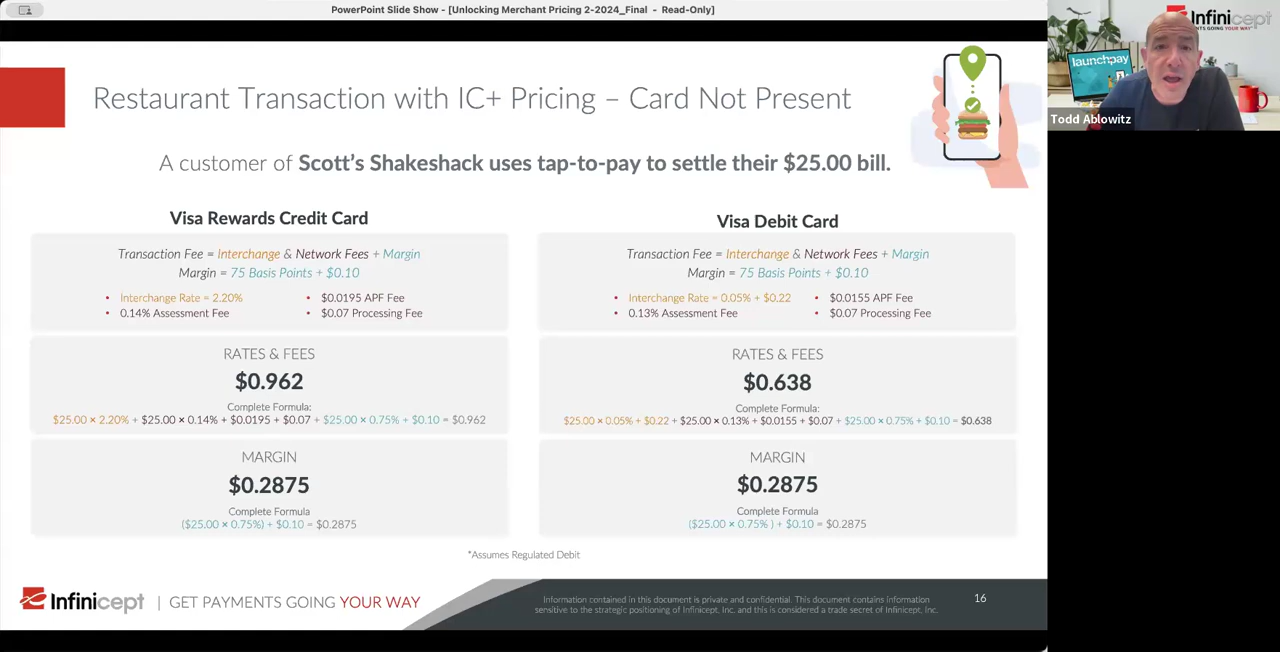 PowerPoint Slide Show - [Unlocking Merchant Pricing 2-2024_Final - Read-Only]
Infinicept
NTS GOING YOUR WAY
launchpay
Todd Ablowitz
Restaurant Transaction with IC+ Pricing – Card Not Present
A customer of Scott's Shakeshack uses tap-to-pay to settle their $25.00 bill.
Visa Rewards Credit Card
Transaction Fee = Interchange & Network Fees + Margin
Margin = 75 Basis Points + $0.10
• Interchange Rate = 2.20%
• $0.0195 APF Fee
• 0.14% Assessment Fee
• $0.07 Processing Fee
RATES & FEES
$0.962
Complete Formula:
$25.00 × 2.20% + $25.00 × 0.14% + $0.0195 + $0.07 + $25.00 × 0.75% + $0.10 = $0.962
MARGIN
$0.2875
Complete Formula
($25.00 × 0.75%) + $0.10 = $0.2875
Visa Debit Card
Transaction Fee = Interchange & Network Fees + Margin
Margin = 75 Basis Points + $0.10
• Interchange Rate = 0.05% + $0.22
• $0.0155 APF Fee
• 0.13% Assessment Fee
• $0.07 Processing Fee
RATES & FEES
$0.638
Complete Formula:
$25.00 × 0.05% + $0.22 + $25.00 × 0.13% + $0.0155 + $0.07 + $25.00 × 0.75% + $0.10 = $0.638
MARGIN
$0.2875
Complete Formula
($25.00 × 0.75% ) + $0.10 = $0.2875
*Assumes Regulated Debit
Infinicept | GET PAYMENTS GOING YOUR WAY
Information contained in this document is private and confidential. This document contains information
sensitive to the strategic positioning of Infinicept, Inc. and this is considered a trade secret of Infinicept, Inc.
16